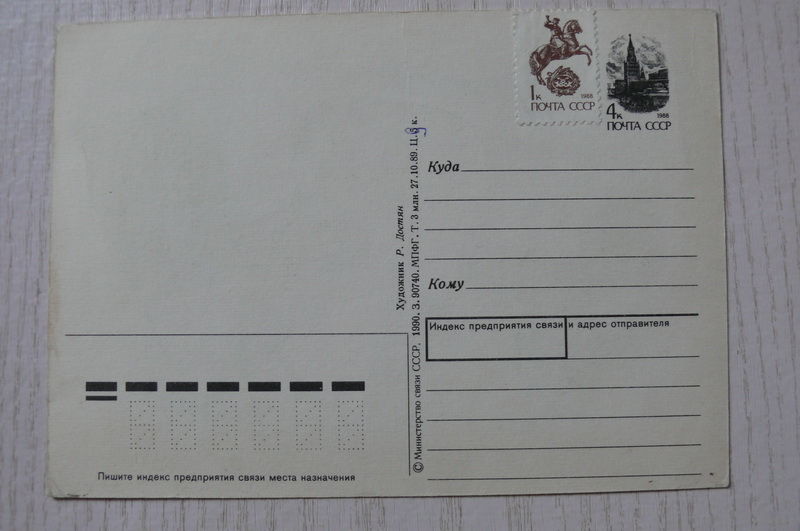 1к 1988
ПОЧТА СССР
4к 1988
ПОЧТА СССР
Куда
Кому
Индекс предприятия связи и адрес отправителя
Художник Р. Достян
© Министерство связи СССР, 1990. З. 90740. МПФГ. Т. 3 млн. 27.10.89. Ц. к.
Пишите индекс предприятия связи места назначения